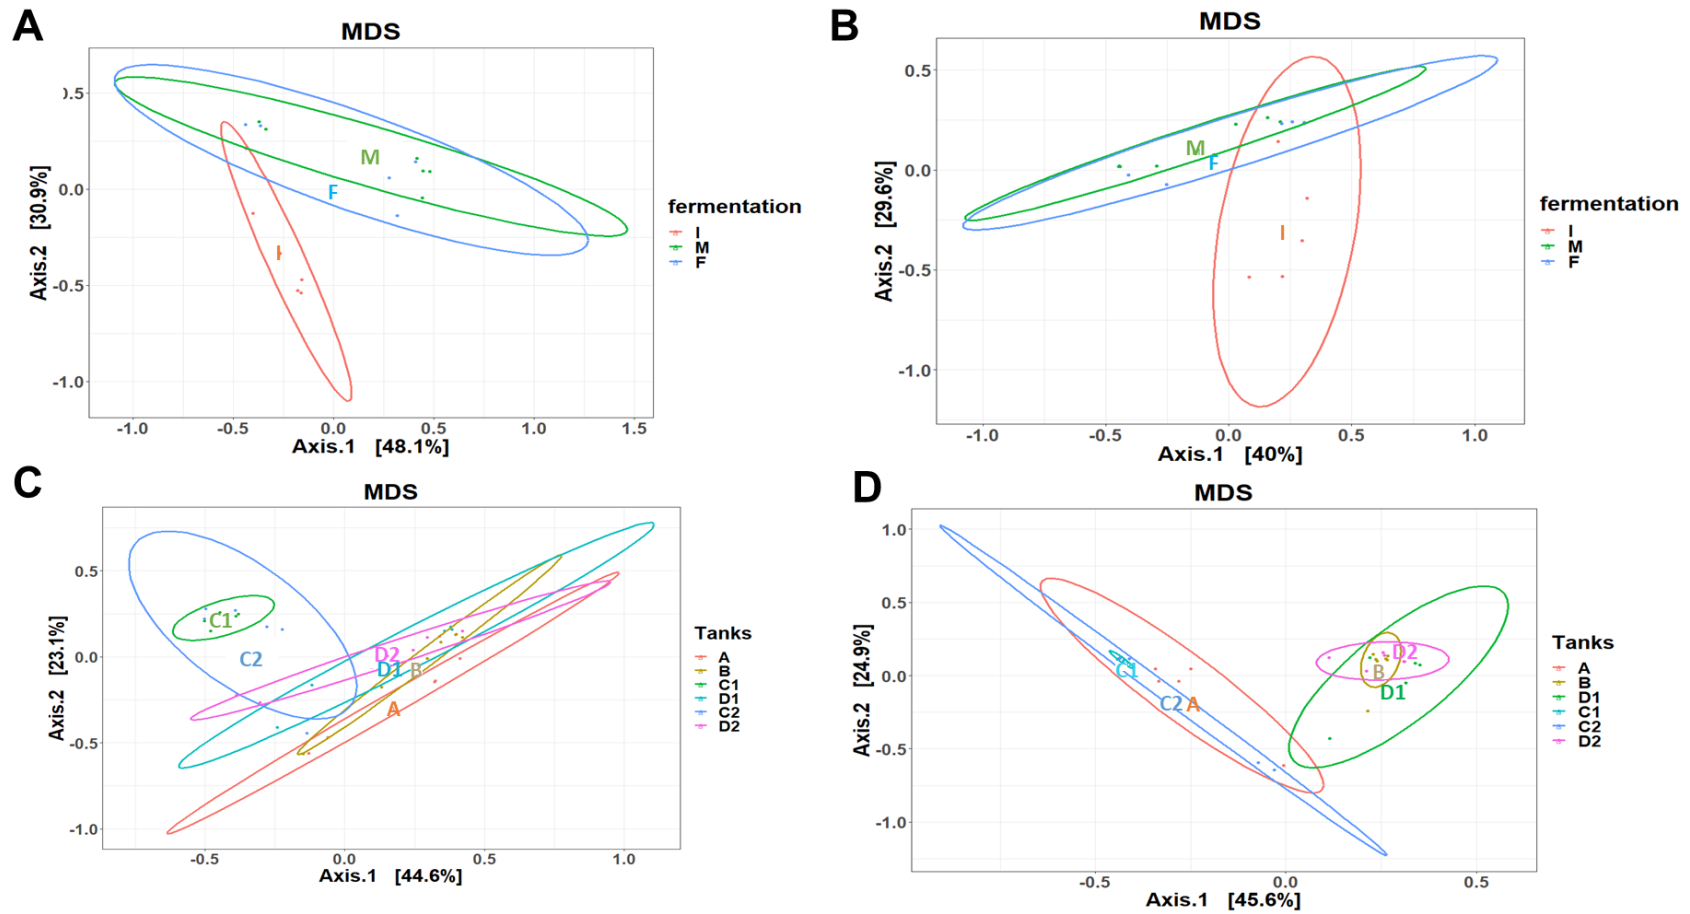 A
MDS
).5
0.0
-0.5
-1.0
Axis.2 [30.9%]
M
F
I
-1.0 -0.5 0.0 0.5 1.0 1.5
Axis.1 [48.1%]
fermentation
I
M
F
B
MDS
0.5
0.0
-0.5
-1.0
Axis.2 [29.6%]
M
F
I
-1.0 -0.5 0.0 0.5 1.0
Axis.1 [40%]
fermentation
I
M
F
C
MDS
0.5
0.0
-0.5
-1.0
Axis.2 [23.1%]
C1
C2
D2
D1 B
A
-0.5 0.0 0.5 1.0
Axis.1 [44.6%]
Tanks
A
B
C1
D1
C2
D2
D
MDS
1.0
0.5
0.0
-0.5
-1.0
Axis.2 [24.9%]
C1
C2 A
D2
B
D1
-0.5 0.0 0.5
Axis.1 [45.6%]
Tanks
A
B
D1
C1
C2
D2